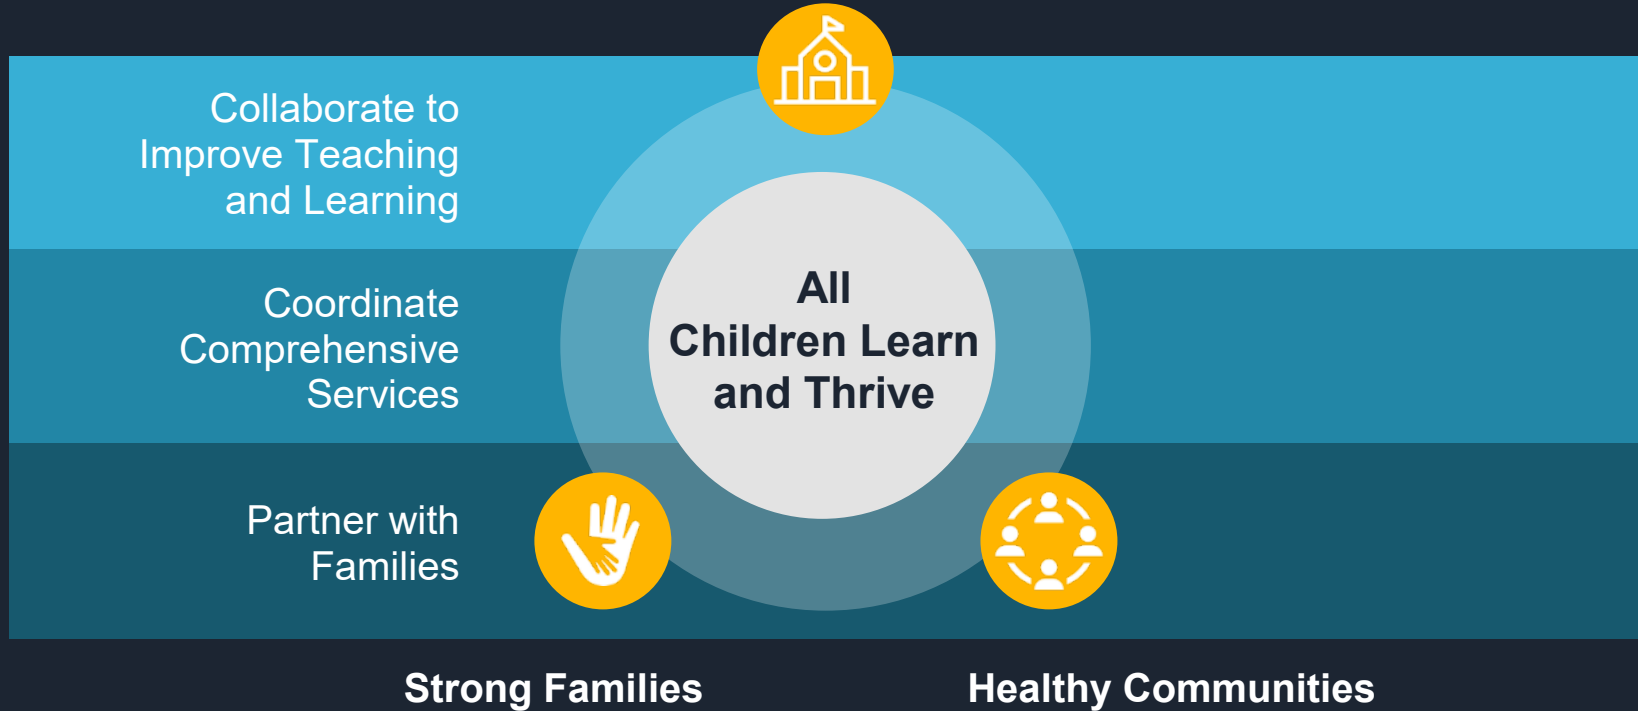 Collaborate to
Improve Teaching
and Learning
Coordinate
Comprehensive
Services
Partner with
Families
All
Children Learn
and Thrive
Strong Families
Healthy Communities